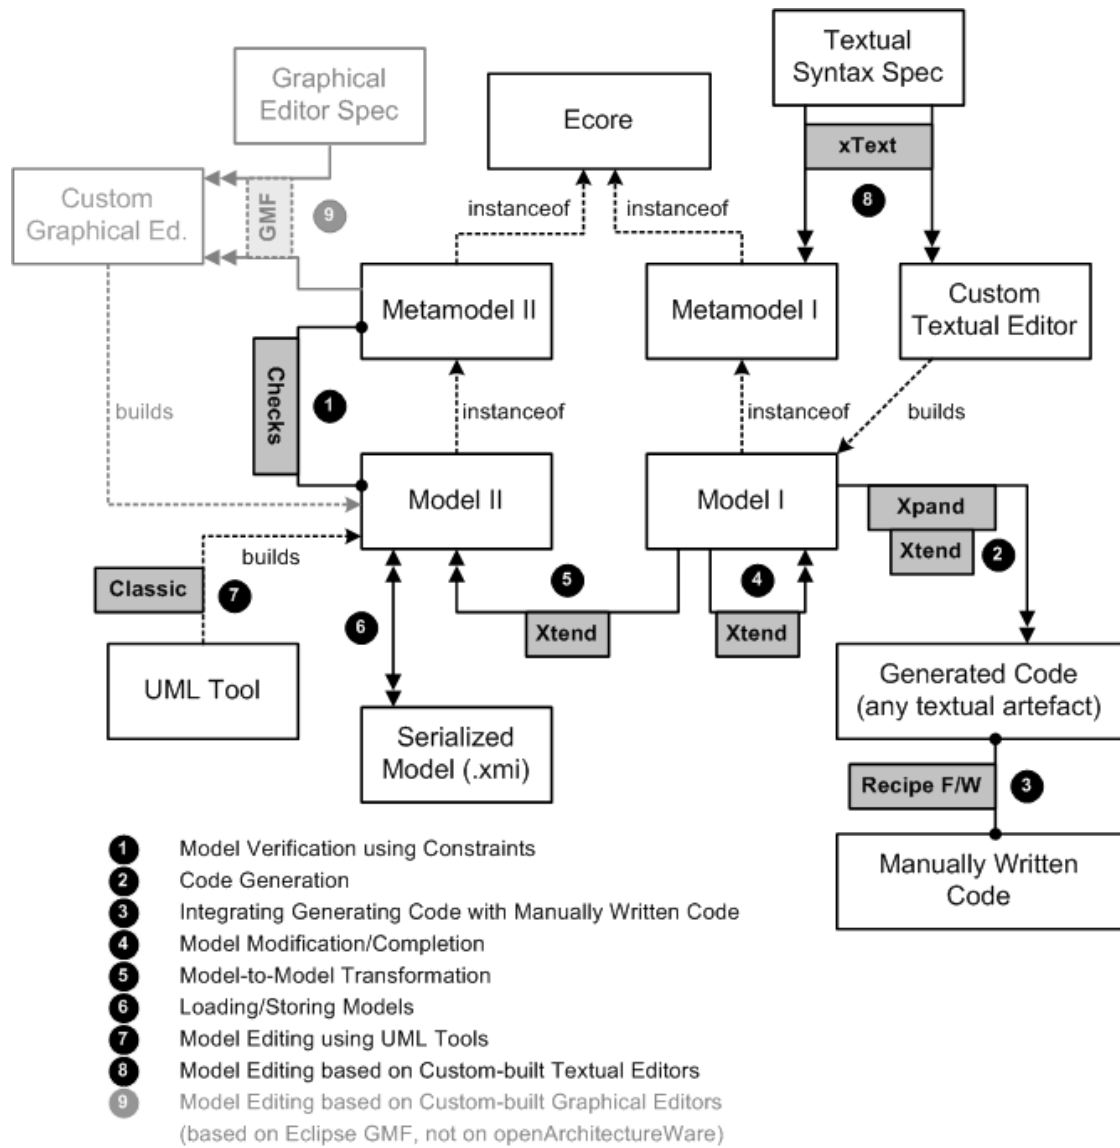 Textual
Syntax Spec
Graphical
Editor Spec
9
Ecore
xText
8
Custom
Graphical Ed.
GMF
9
instanceof
instanceof
Metamodel II
Metamodel I
Custom
Textual Editor
Checks
1
builds
instanceof
instanceof
builds
Model II
Model I
Xpand
Xtend
2
builds
Classic
7
5
4
6
Xtend
Xtend
UML Tool
Generated Code
(any textual artefact)
Serialized
Model (.xmi)
Recipe F/W
3
Manually Written
Code
1 Model Verification using Constraints
2 Code Generation
3 Integrating Generating Code with Manually Written Code
4 Model Modification/Completion
5 Model-to-Model Transformation
6 Loading/Storing Models
7 Model Editing using UML Tools
8 Model Editing based on Custom-built Textual Editors
9 Model Editing based on Custom-built Graphical Editors
(based on Eclipse GMF, not on openArchitectureWare)